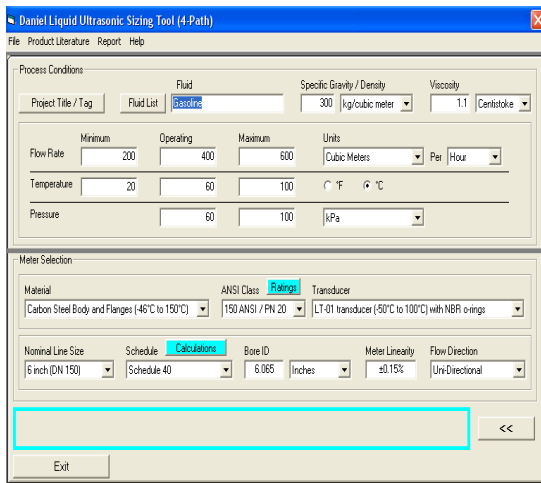 Daniel Liquid Ultrasonic Sizing Tool (4-Path)
File Product Literature Report Help
Process Conditions
Fluid Specific Gravity / Density Viscosity
Project Title / Tag Fluid List Gasoline 300 kg/cubic meter 1.1 Centistoke
Minimum Operating Maximum Units
Flow Rate 200 400 600 Cubic Meters Per Hour
Temperature 20 60 100 °F °C
Pressure 60 100 kPa
Meter Selection
Material ANSI Class Ratings Transducer
Carbon Steel Body and Flanges (-46°C to 150°C) 150 ANSI / PN 20 LT-01 transducer (-50°C to 100°C) with NBR o-rings
Nominal Line Size Schedule Calculations Bore ID Meter Linearity Flow Direction
6 inch (DN 150) Schedule 40 6.065 Inches ±0.15% Uni-Directional
<<
Exit